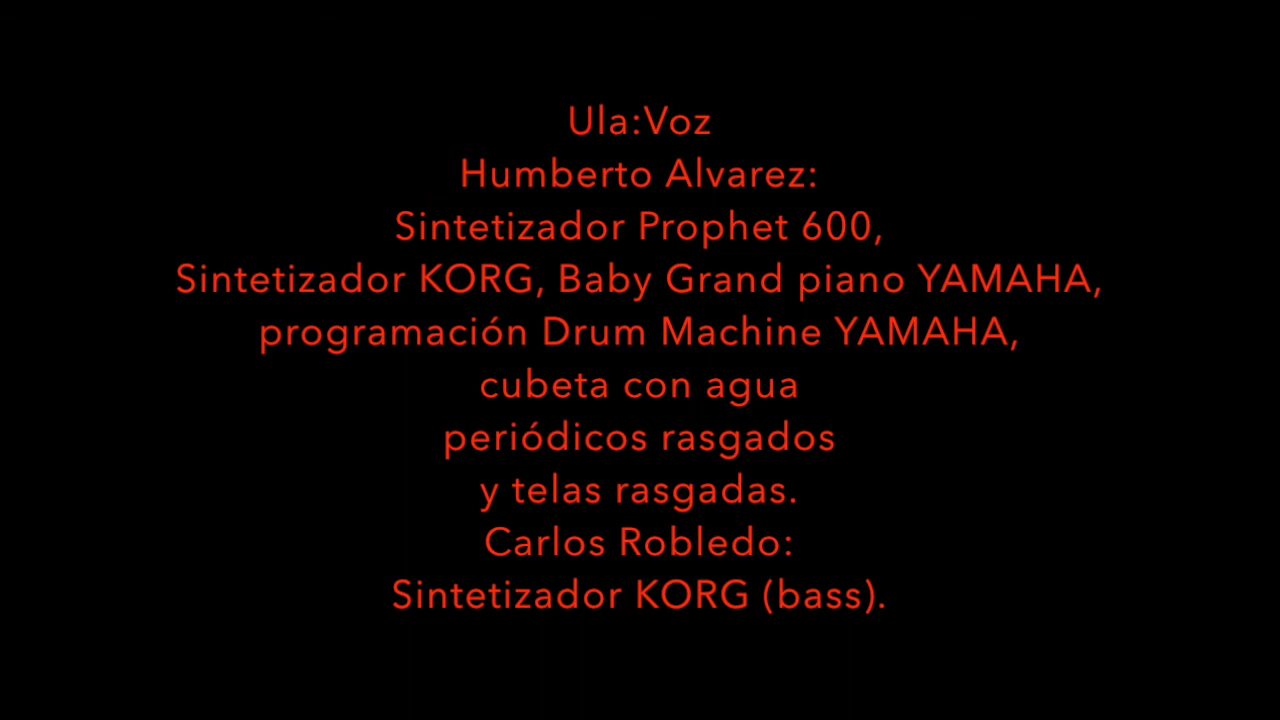 Ula:Voz
Humberto Alvarez:
Sintetizador Prophet 600,
Sintetizador KORG, Baby Grand piano YAMAHA,
programación Drum Machine YAMAHA,
cubeta con agua
periódicos rasgados
y telas rasgadas.
Carlos Robledo:
Sintetizador KORG (bass).